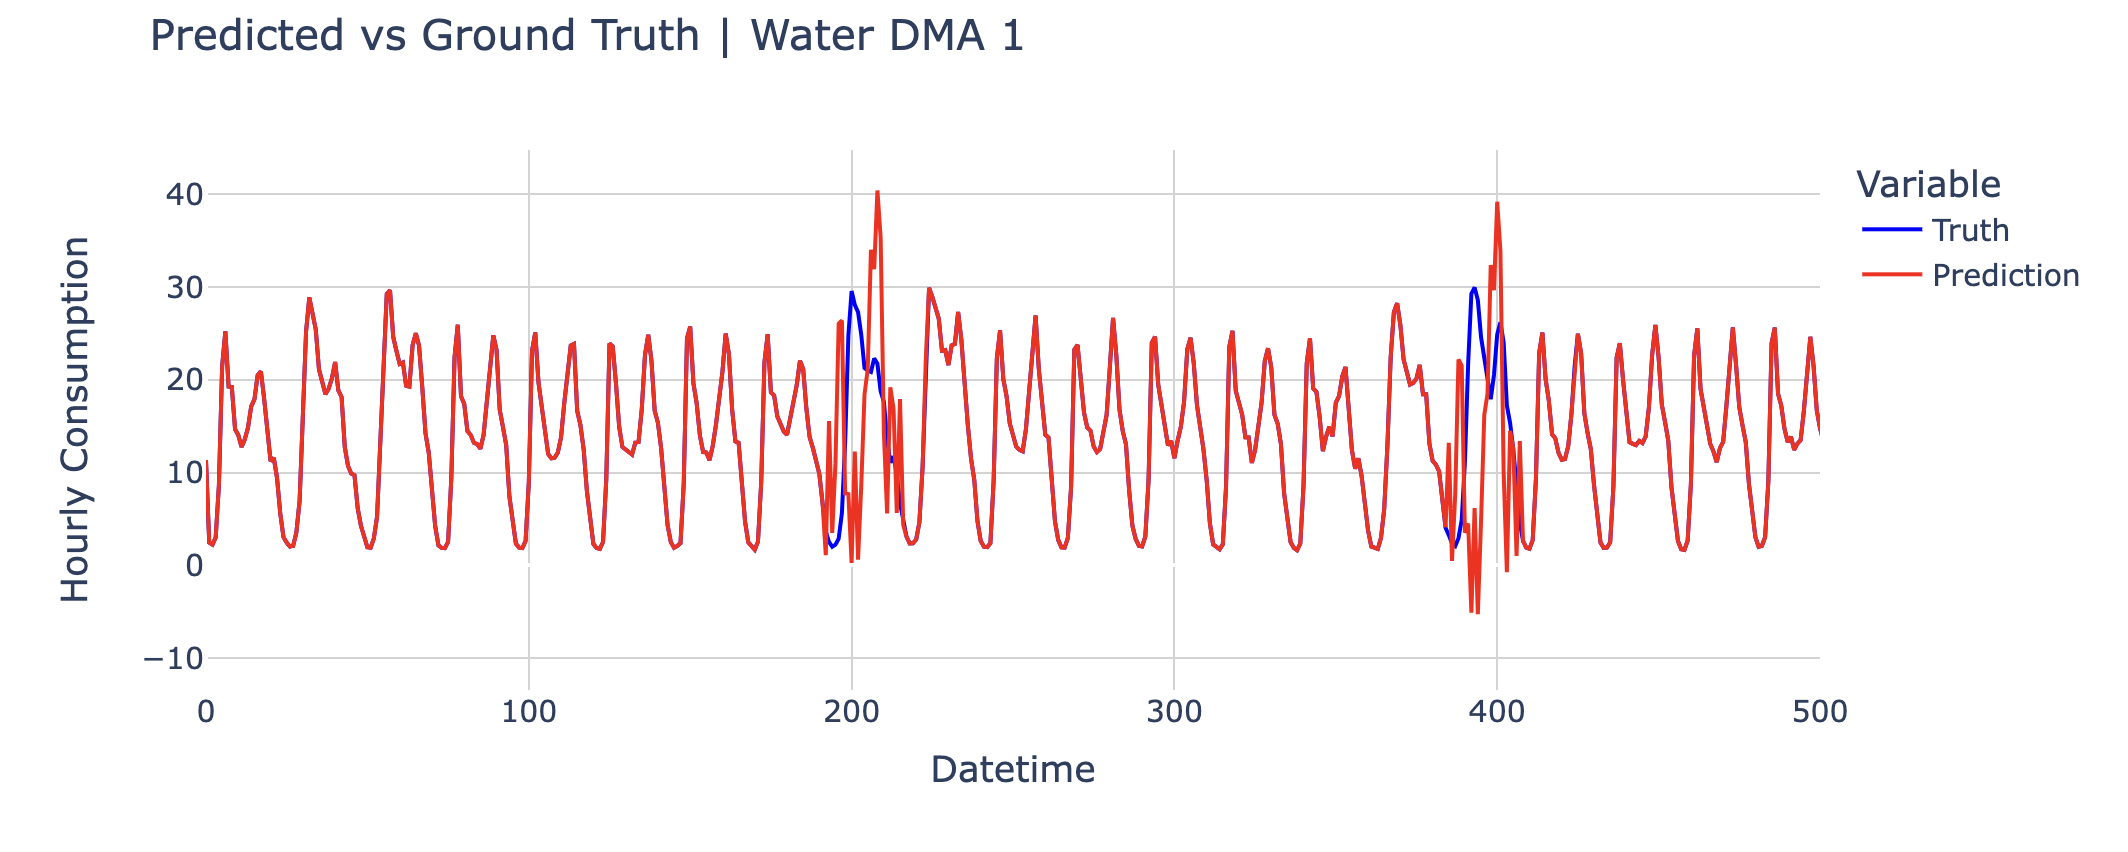 Predicted vs Ground Truth | Water DMA 1
Variable
Truth
Prediction
Hourly Consumption
40
30
20
10
0
−10
0 100 200 300 400 500
Datetime